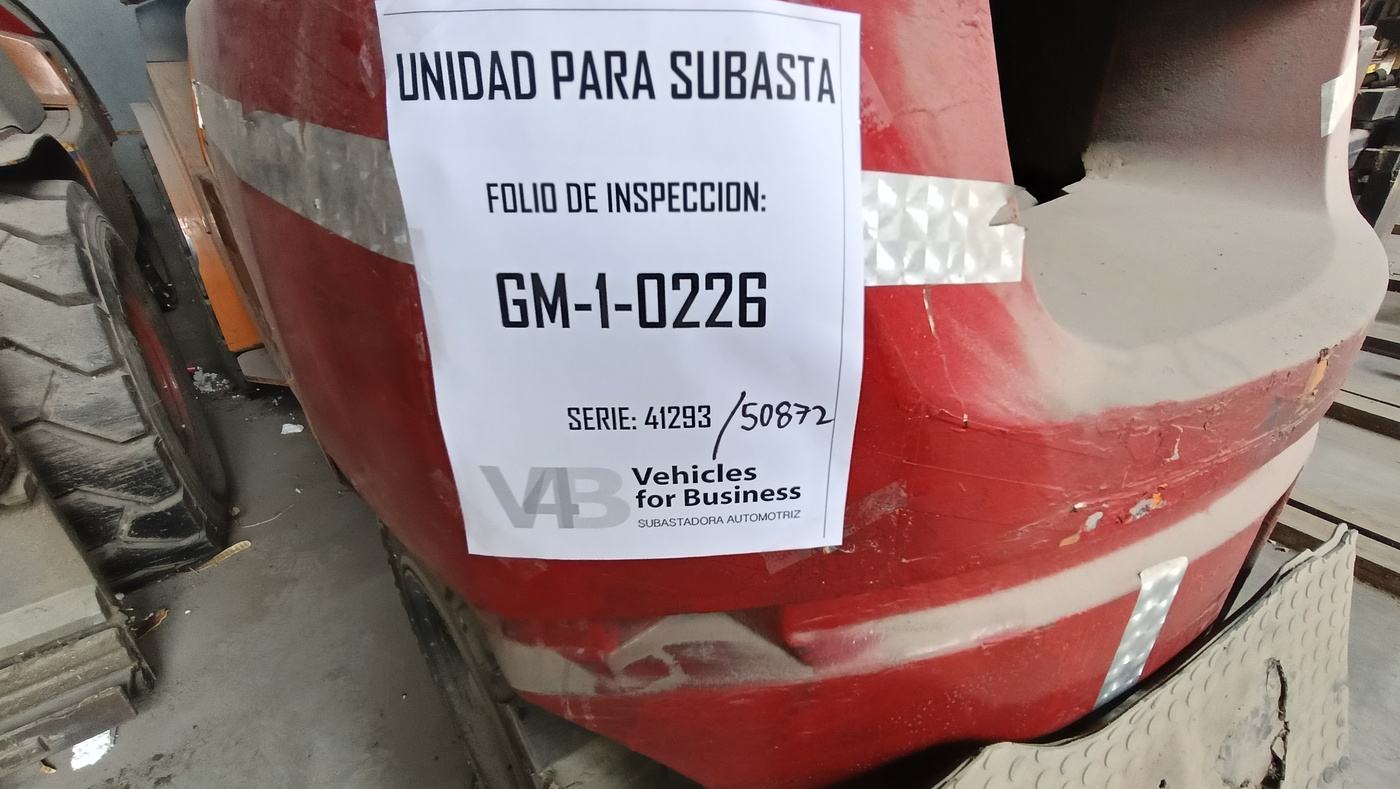 UNIDAD PARA SUBASTA
FOLIO DE INSPECCION:
GM-1-0226
SERIE: 41293 /50872
V4B Vehicles
for Business
SUBASTADORA AUTOMOTRIZ